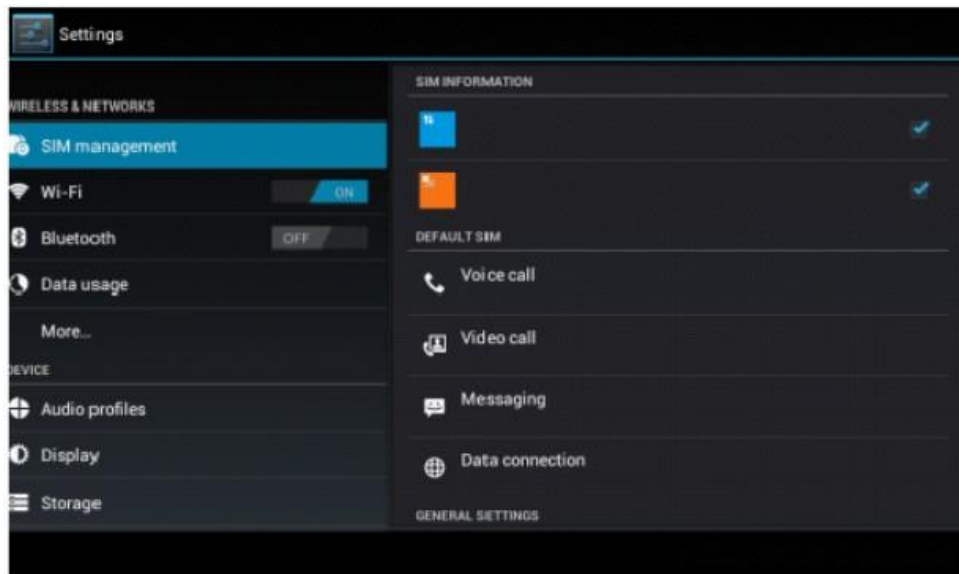 Settings
WIRELESS & NETWORKS
SIM management
Wi-Fi
ON
Bluetooth
OFF
Data usage
More...
DEVICE
Audio profiles
Display
Storage
SIM INFORMATION
DEFAULT SIM
Voice call
Video call
Messaging
Data connection
GENERAL SETTINGS